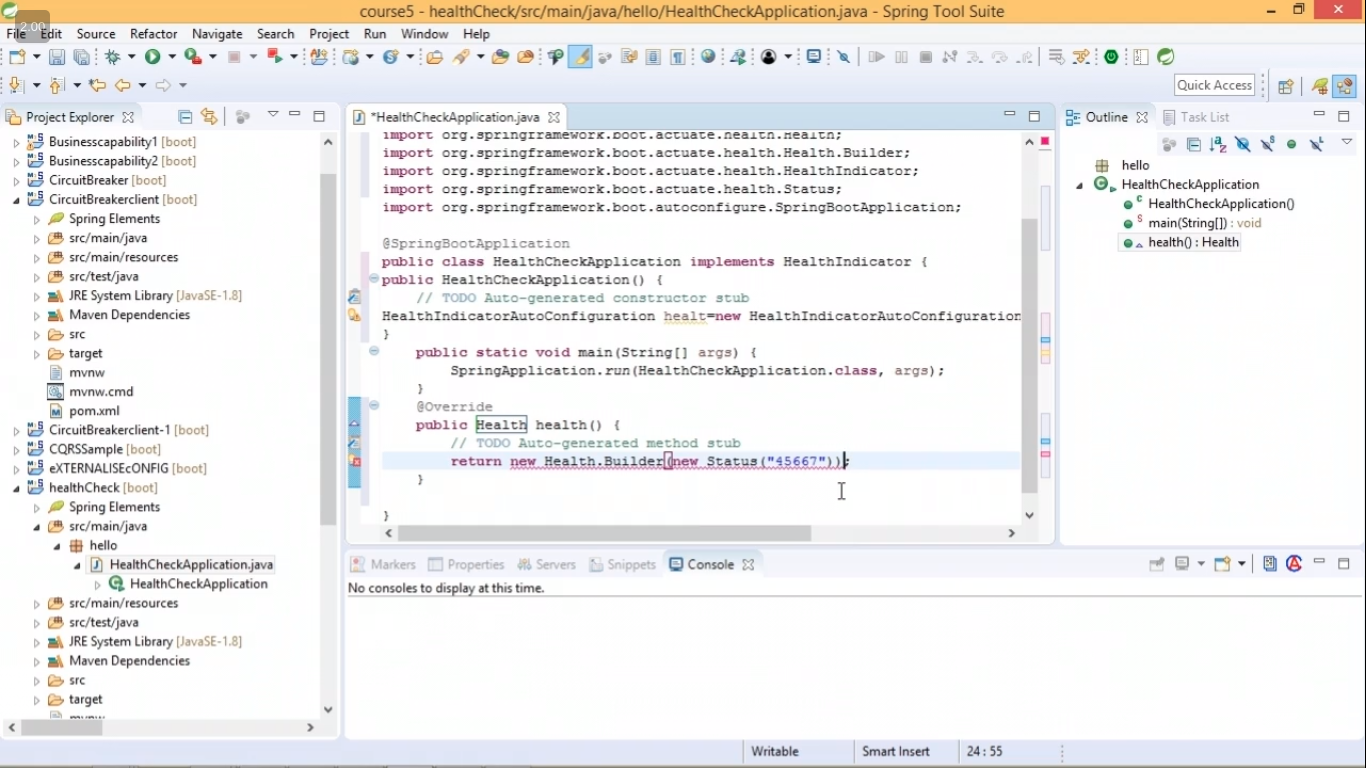 course5 - healthCheck/src/main/java/hello/HealthCheckApplication.java - Spring Tool Suite
2.00
File Edit Source Refactor Navigate Search Project Run Window Help
Quick Access
Project Explorer
Businesscapability1 [boot]
Businesscapability2 [boot]
CircuitBreaker [boot]
CircuitBreakerclient [boot]
Spring Elements
src/main/java
src/main/resources
src/test/java
JRE System Library [JavaSE-1.8]
Maven Dependencies
src
target
mvnw
mvnw.cmd
pom.xml
CircuitBreakerclient-1 [boot]
CQRSSample [boot]
eXTERNALISEcONFIG [boot]
healthCheck [boot]
Spring Elements
src/main/java
hello
HealthCheckApplication.java
HealthCheckApplication
src/main/resources
src/test/java
JRE System Library [JavaSE-1.8]
Maven Dependencies
src
target
mvnw
*HealthCheckApplication.java
import org.springframework.boot.actuate.health.Health;
import org.springframework.boot.actuate.health.Health.Builder;
import org.springframework.boot.actuate.health.HealthIndicator;
import org.springframework.boot.actuate.health.Status;
import org.springframework.boot.autoconfigure.SpringBootApplication;
@SpringBootApplication
public class HealthCheckApplication implements HealthIndicator {
public HealthCheckApplication() {
// TODO Auto-generated constructor stub
HealthIndicatorAutoConfiguration healt=new HealthIndicatorAutoConfiguration
}
public static void main(String[] args) {
SpringApplication.run(HealthCheckApplication.class, args);
}
@Override
public Health health() {
// TODO Auto-generated method stub
return new Health.Builder(new Status("45667"));
}
}
Outline Task List
hello
HealthCheckApplication
HealthCheckApplication()
main(String[]) : void
health() : Health
Markers Properties Servers Snippets Console
No consoles to display at this time.
Writable Smart Insert 24 : 55